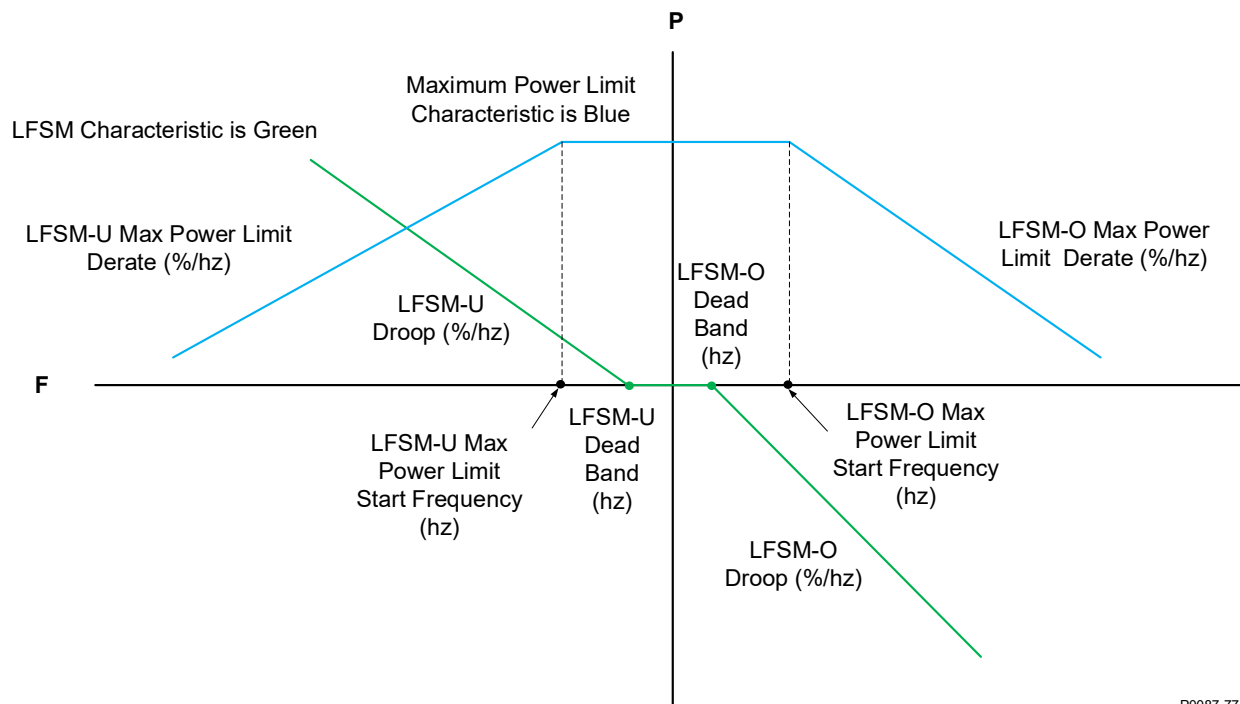 P
Maximum Power Limit
Characteristic is Blue
LFSM Characteristic is Green
LFSM-U Max Power Limit
Derate (%/hz)
LFSM-O Max Power
Limit Derate (%/hz)
LFSM-O
Dead
Band
(hz)
LFSM-U
Droop (%/hz)
F
LFSM-U Max
Power Limit
Start Frequency
(hz)
LFSM-U
Dead
Band
(hz)
LFSM-O Max
Power Limit
Start Frequency
(hz)
LFSM-O
Droop (%/hz)